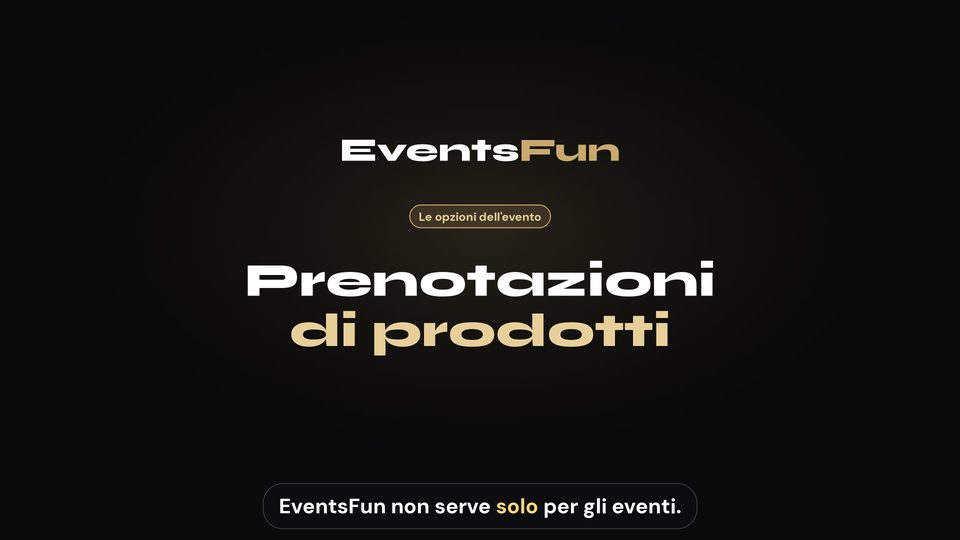 EventsFun
Le opzioni dell'evento
Prenotazioni
di prodotti
EventsFun non serve solo per gli eventi.